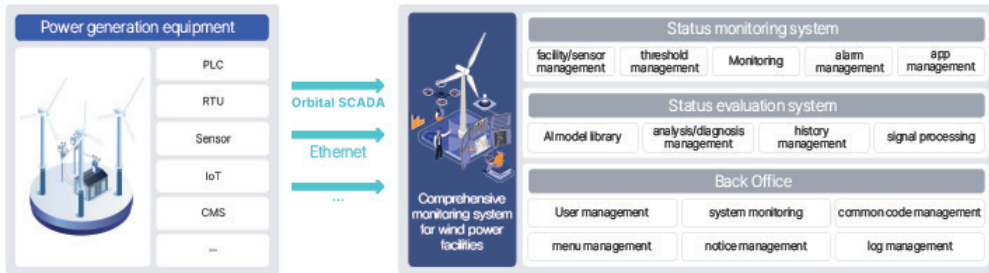 Power generation equipment
PLC
RTU
Sensor
IoT
CMS
...
Orbital SCADA
Ethernet
...
Comprehensive
monitoring system
for wind power
facilities
Status monitoring system
facility/sensor
management
threshold
management
Monitoring
alarm
management
app
management
Status evaluation system
AI model library
analysis/diagnosis
management
history
management
signal processing
Back Office
User management
system monitoring
common code management
menu management
notice management
log management